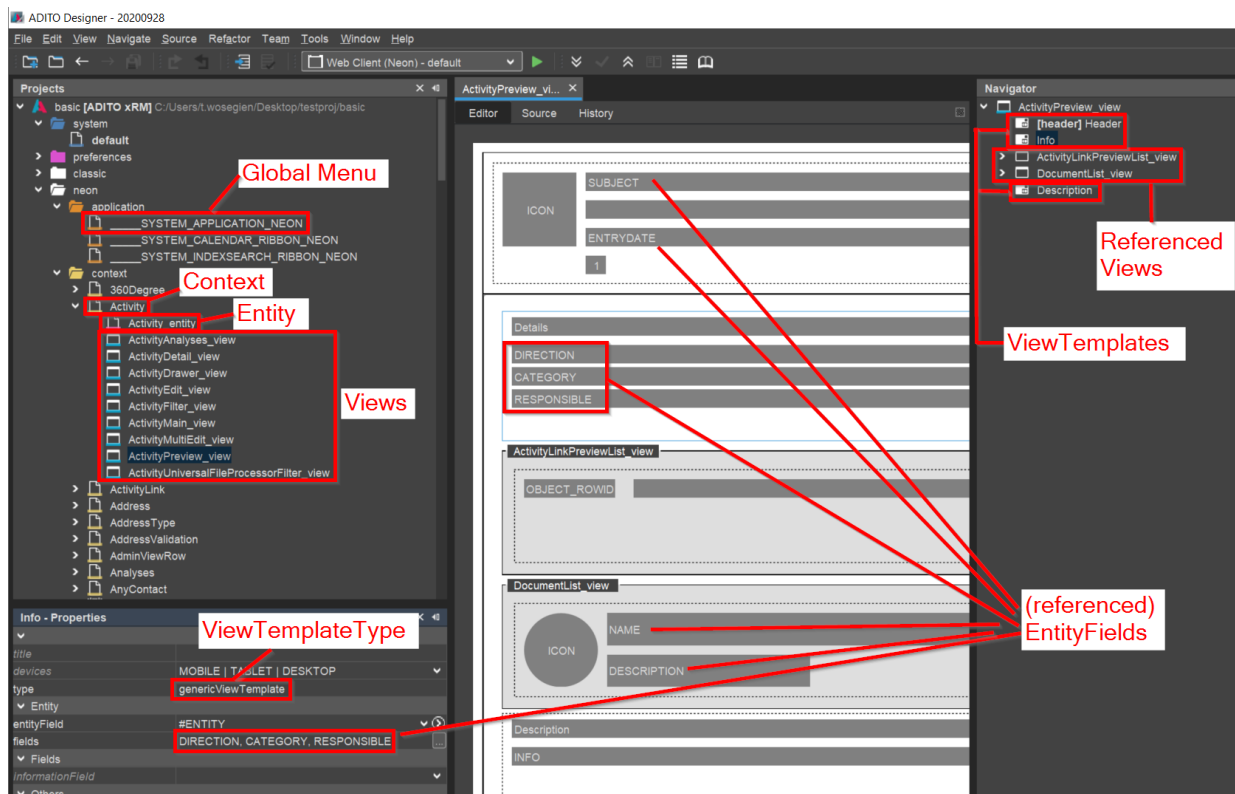 ADITO Designer - 20200928
File Edit View Navigate Source Refactor Team Tools Window Help
Web Client (Neon) - default
Projects
basic [ADITO xRM] C:/Users/t.woseglen/Desktop/testproj/basic
system
default
preferences
classic
neon
application
_____SYSTEM_APPLICATION_NEON
_____SYSTEM_CALENDAR_RIBBON_NEON
_____SYSTEM_INDEXSEARCH_RIBBON_NEON
context
360Degree
Activity
Activity_entity
ActivityAnalyses_view
ActivityDetail_view
ActivityDrawer_view
ActivityEdit_view
ActivityFilter_view
ActivityMain_view
ActivityMultiEdit_view
ActivityPreview_view
ActivityUniversalFileProcessorFilter_view
ActivityLink
Address
AddressType
AddressValidation
AdminViewRow
Analyses
AnyContact
Global Menu
Context
Entity
Views
Info - Properties
ViewTemplateType
title
devices MOBILE | TABLET | DESKTOP
type genericViewTemplate
Entity
entityField #ENTITY
fields DIRECTION, CATEGORY, RESPONSIBLE
...
Fields
informationField
Others
ActivityPreview_vi...
Editor Source History
ICON
SUBJECT
ENTRYDATE
1
Details
DIRECTION
CATEGORY
RESPONSIBLE
ActivityLinkPreviewList_view
OBJECT_ROWID
DocumentList_view
ICON
NAME
DESCRIPTION
Description
INFO
Navigator
ActivityPreview_view
[header] Header
Info
ActivityLinkPreviewList_view
DocumentList_view
Description
Referenced
Views
ViewTemplates
(referenced)
EntityFields